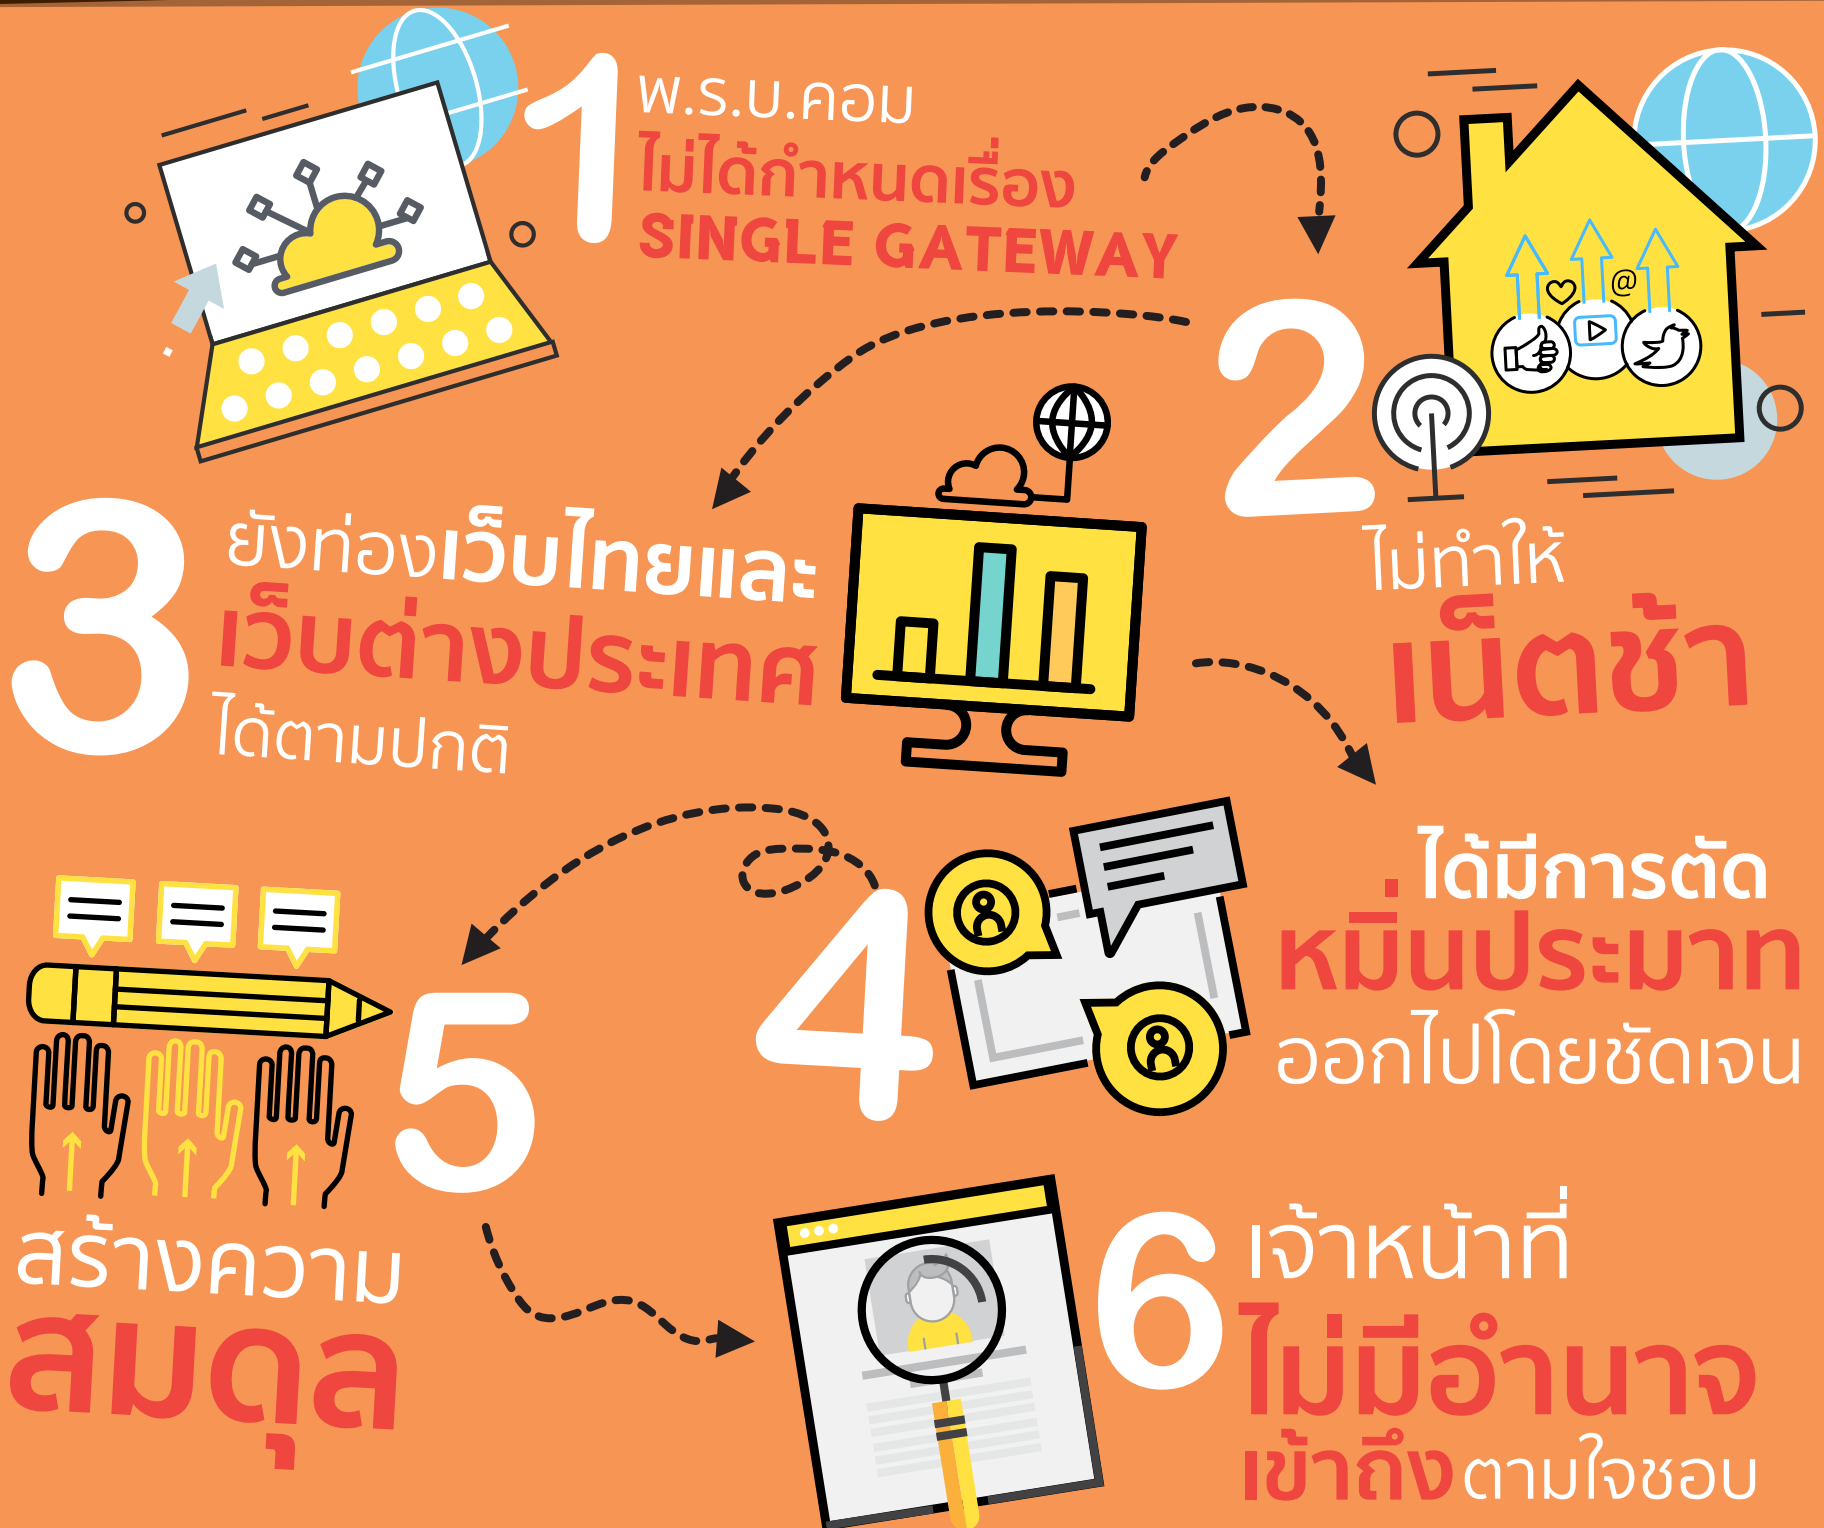 1
พ.ร.บ.คอม
ไม่ได้กำหนดเรื่อง
SINGLE GATEWAY
2
ไม่ทำให้
เน็ตช้า
3
ยังท่องเว็บไทยและ
เว็บต่างประเทศ
ได้ตามปกติ
4
ได้มีการตัด
หมิ่นประมาท
ออกไปโดยชัดเจน
5
สร้างความ
สมดุล
6
เจ้าหน้าที่
ไม่มีอำนาจ
เข้าถึงตามใจชอบ
@